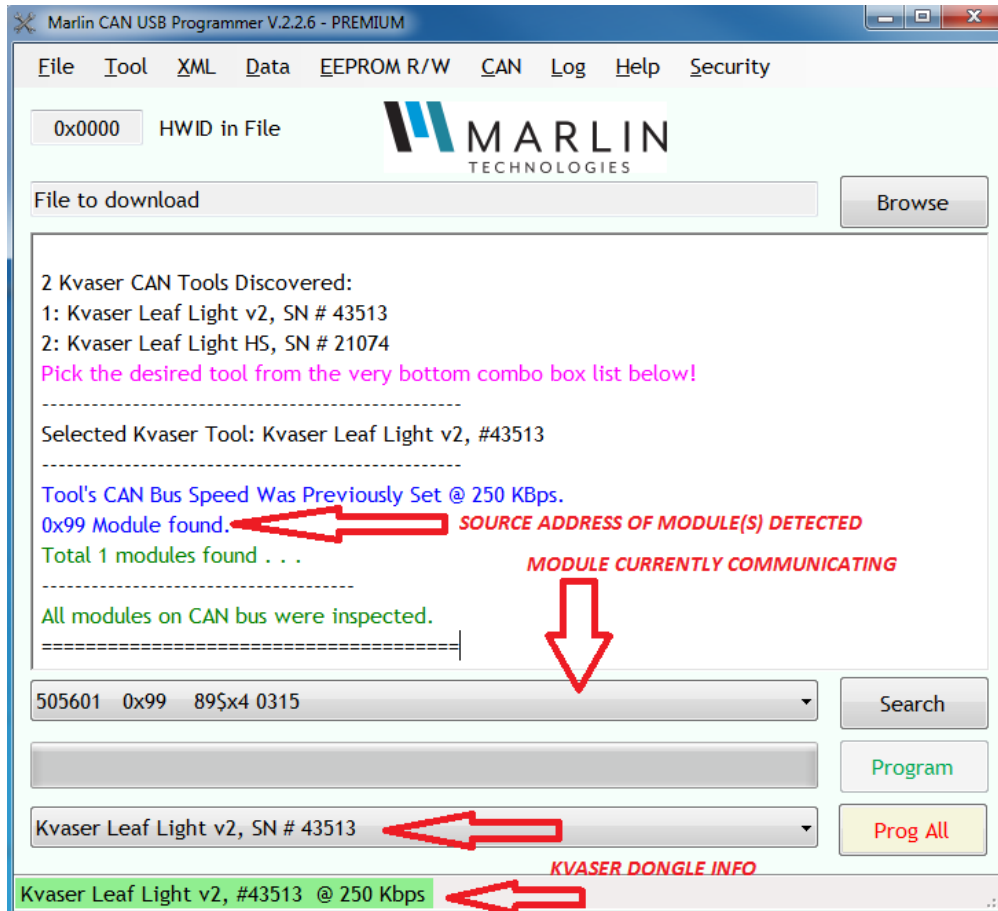 Marlin CAN USB Programmer V.2.2.6 - PREMIUM
File Tool XML Data EEPROM R/W CAN Log Help Security
0x0000 HWID in File
MARLIN
TECHNOLOGIES
File to download
Browse
2 Kvaser CAN Tools Discovered:
1: Kvaser Leaf Light v2, SN # 43513
2: Kvaser Leaf Light HS, SN # 21074
Pick the desired tool from the very bottom combo box list below!
------------------------------------------------
Selected Kvaser Tool: Kvaser Leaf Light v2, #43513
------------------------------------------------
Tool's CAN Bus Speed Was Previously Set @ 250 KBps.
0x99 Module found.
SOURCE ADDRESS OF MODULE(S) DETECTED
Total 1 modules found . . .
MODULE CURRENTLY COMMUNICATING
------------------------------------
All modules on CAN bus were inspected.
======================================
505601 0x99 89$x4 0315
Search
Program
Kvaser Leaf Light v2, SN # 43513
Prog All
KVASER DONGLE INFO
Kvaser Leaf Light v2, #43513 @ 250 Kbps